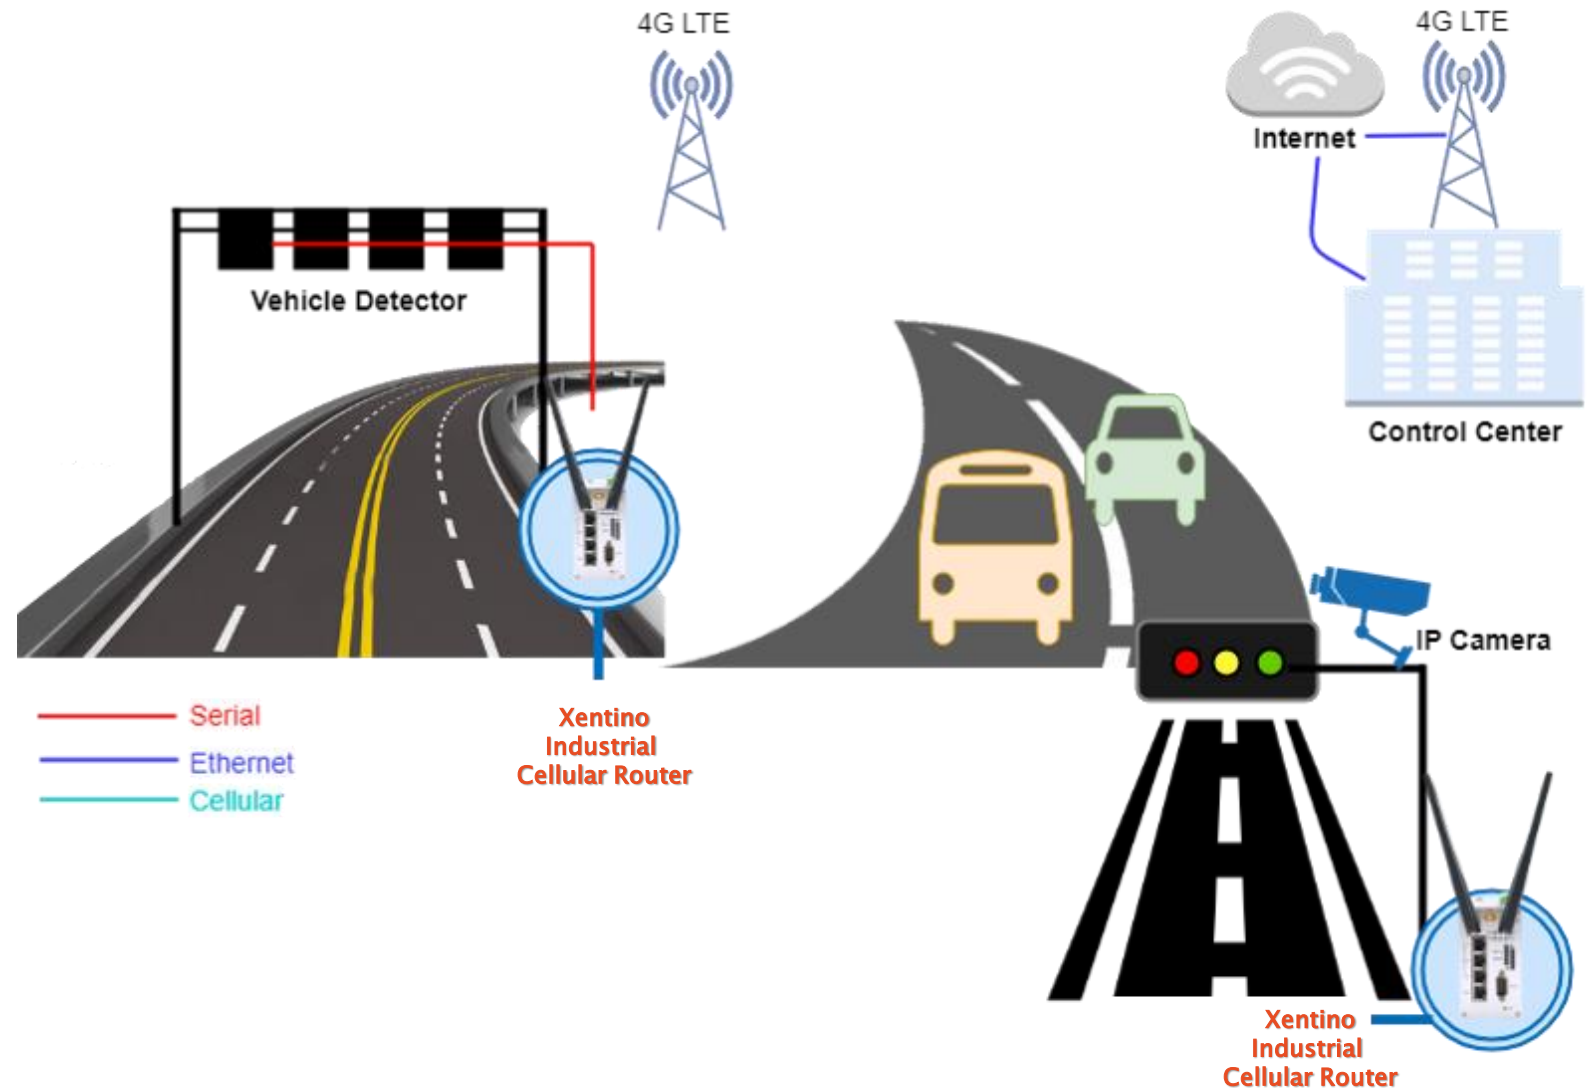 4G LTE
4G LTE
Internet
Vehicle Detector
Control Center
IP Camera
Serial
Ethernet
Cellular
Xentino
Industrial
Cellular Router
Xentino
Industrial
Cellular Router